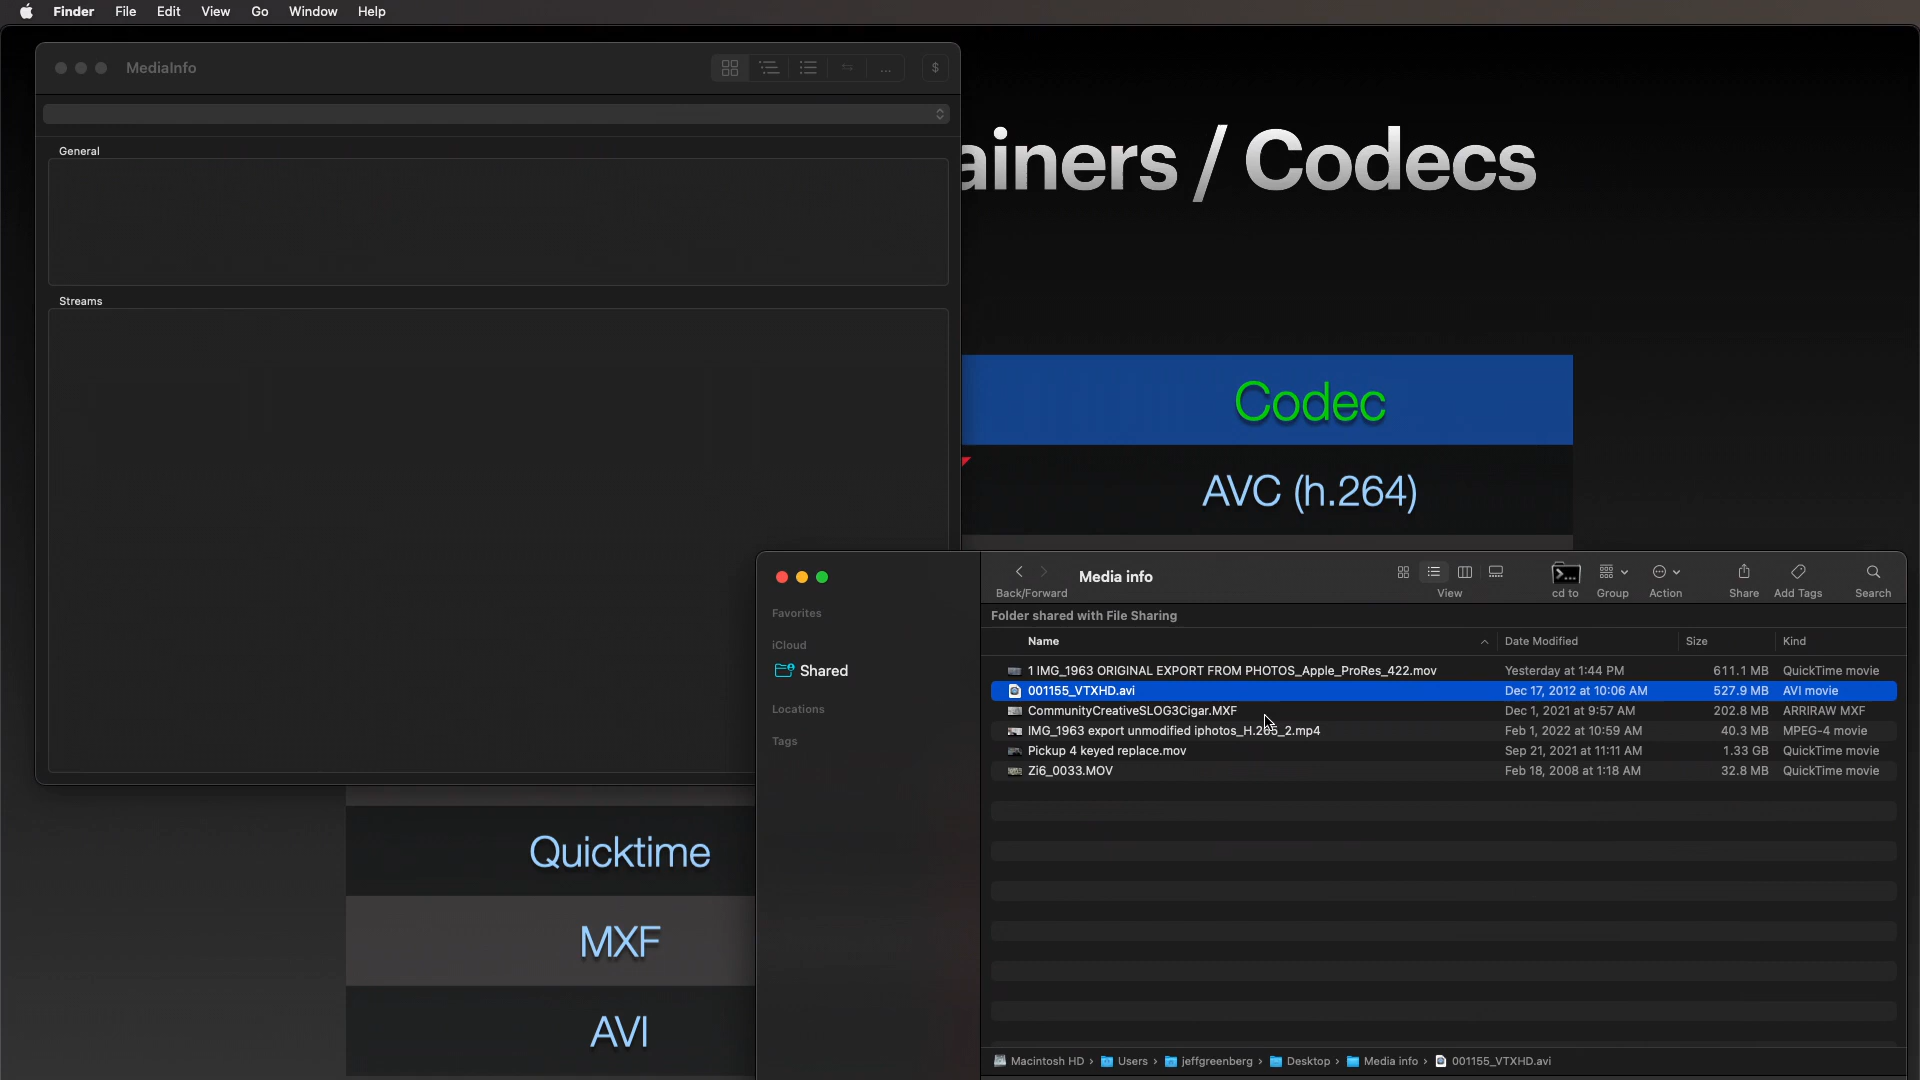 Finder File Edit View Go Window Help
MediaInfo
...
$
General
Streams
ainers / Codecs
Codec
AVC (h.264)
Quicktime
MXF
AVI
Media info
Back/Forward
View
cd to
Group
Action
Share
Add Tags
Search
Favorites
iCloud
Shared
Locations
Tags
Folder shared with File Sharing
Name Date Modified Size Kind
1 IMG_1963 ORIGINAL EXPORT FROM PHOTOS_Apple_ProRes_422.mov Yesterday at 1:44 PM 611.1 MB QuickTime movie
001155_VTXHD.avi Dec 17, 2012 at 10:06 AM 527.9 MB AVI movie
CommunityCreativeSLOG3Cigar.MXF Dec 1, 2021 at 9:57 AM 202.8 MB ARRIRAW MXF
IMG_1963 export unmodified iphotos_H.265_2.mp4 Feb 1, 2022 at 10:59 AM 40.3 MB MPEG-4 movie
Pickup 4 keyed replace.mov Sep 21, 2021 at 11:11 AM 1.33 GB QuickTime movie
Zi6_0033.MOV Feb 18, 2008 at 1:18 AM 32.8 MB QuickTime movie
Macintosh HD › Users › jeffgreenberg › Desktop › Media info › 001155_VTXHD.avi